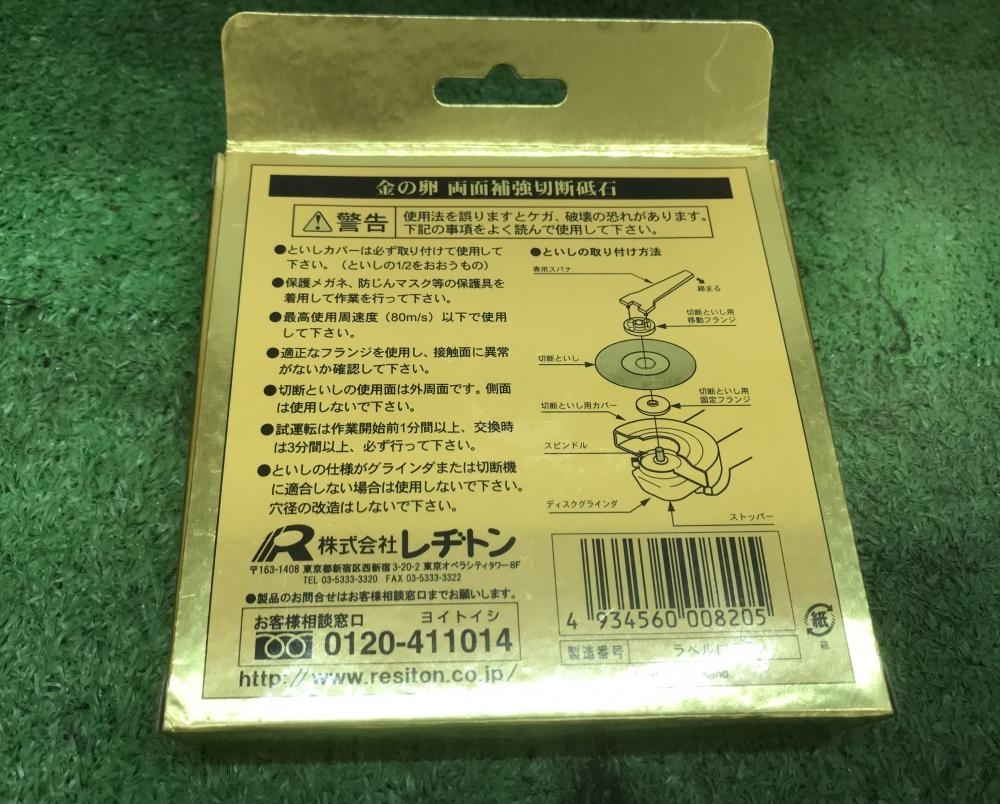 金の卵 両面補強切断砥石
警告
使用法を誤りますとケガ、破壊の恐れがあります。
下記の事項をよく読んで使用して下さい。
●といしカバーは必ず取り付けて使用して
下さい。（といしの1/2をおおうもの）
●保護メガネ、防じんマスク等の保護具を
着用して作業を行って下さい。
●最高使用周速度（80m/s）以下で使用
して下さい。
●適正なフランジを使用し、接触面に異常
がないか確認して下さい。
●切断といしの使用面は外周面です。側面
は使用しないで下さい。
●試運転は作業開始前1分間以上、交換時
は3分間以上、必ず行って下さい。
●といしの仕様がグラインダまたは切断機
に適合しない場合は使用しないで下さい。
穴径の改造はしないで下さい。
●といしの取り付け方法
専用スパナ
締まる
切断といし用
移動フランジ
切断といし
切断といし用
固定フランジ
切断といし用カバー
スピンドル
ディスクグラインダ
ストッパー
株式会社レヂトン
〒163-1408 東京都新宿区西新宿3-20-2 東京オペラシティタワー8F
TEL 03-5333-3320 FAX 03-5333-3322
●製品のお問合せはお客様相談窓口までお願いします。
お客様相談窓口 ヨイトイシ
0120-411014
http://www.resiton.co.jp/
4 934560 008205
製造番号
紙
箱